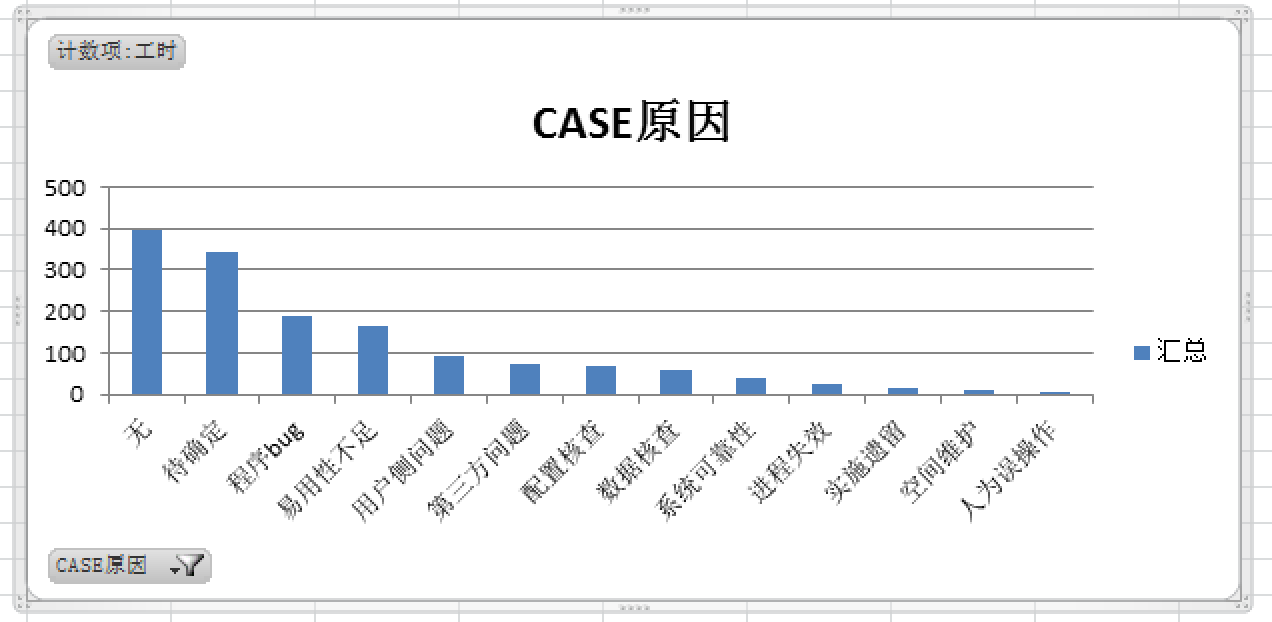 计数项:工时
CASE原因
500
400
300
200
100
0
汇总
无
待确定
程序bug
易用性不足
用户侧问题
第三方问题
配置核查
数据核查
系统可靠性
进程失效
实施遗留
空间维护
人为误操作
CASE原因